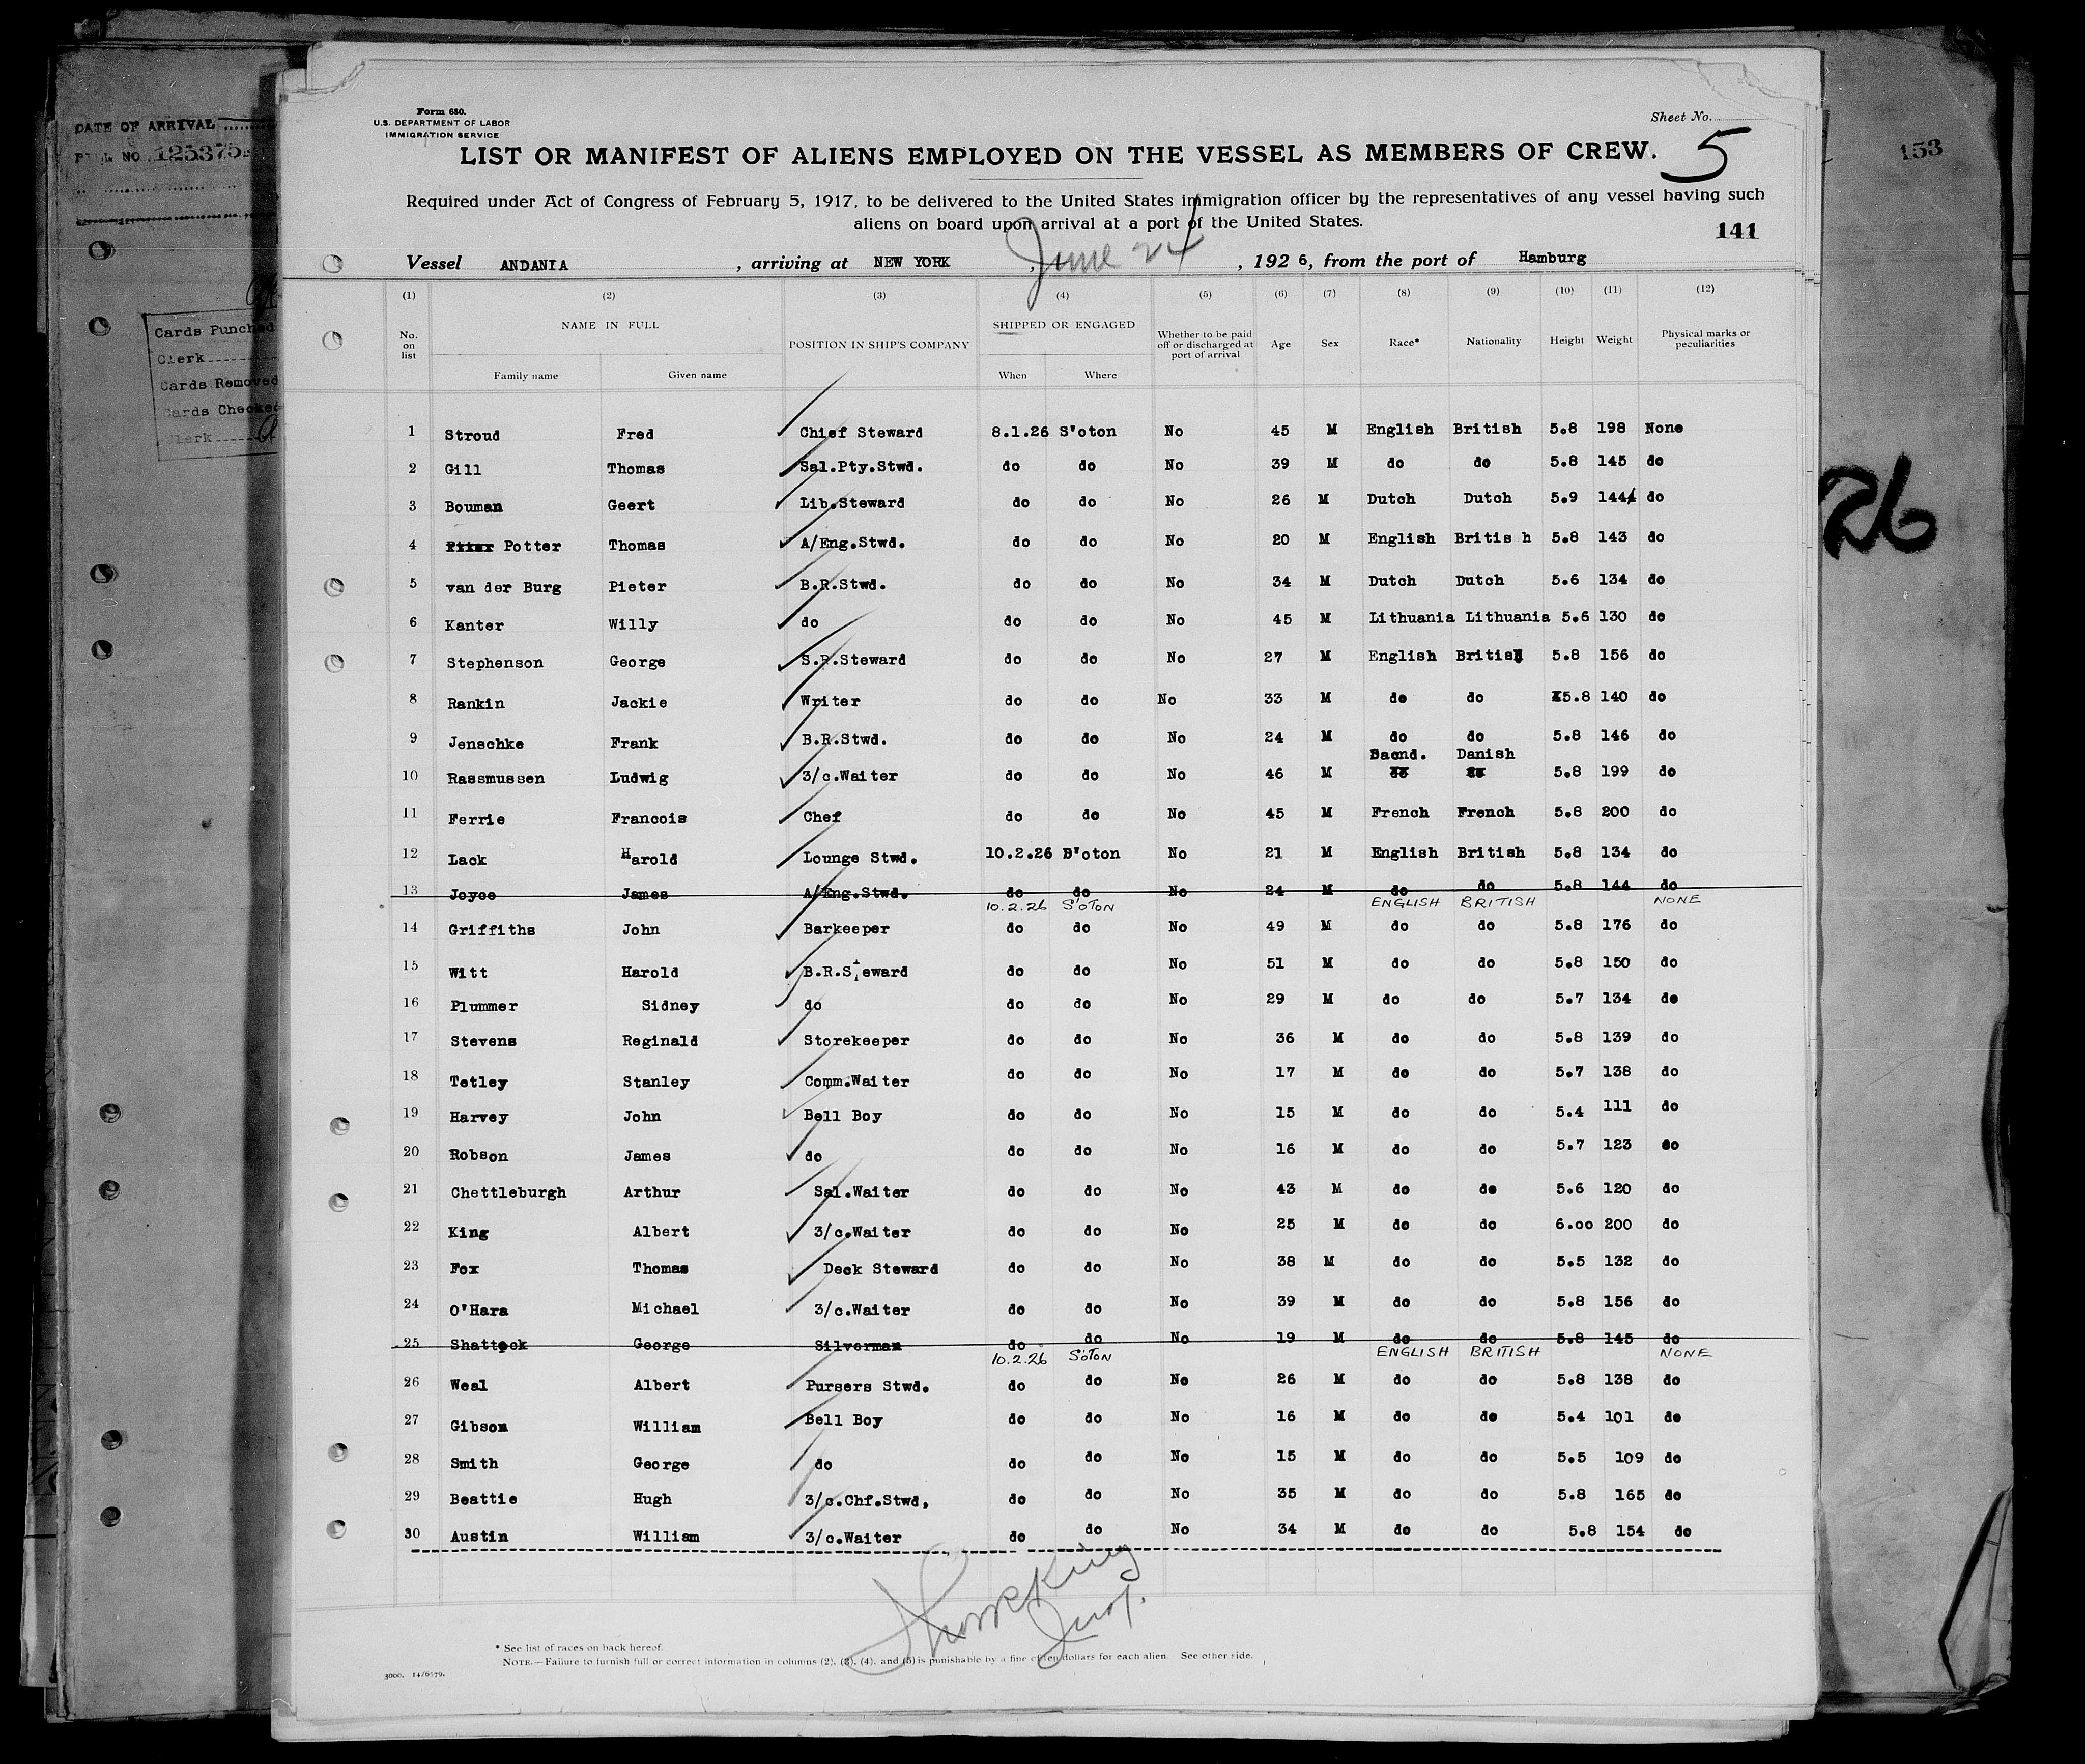 DATE OF ARRIVAL
125375
Cards Punched
Clerk
Cards Removed
Cards Checked
Clerk
153
26
Form 680.
U.S. DEPARTMENT OF LABOR
IMMIGRATION SERVICE
Sheet No.
5
LIST OR MANIFEST OF ALIENS EMPLOYED ON THE VESSEL AS MEMBERS OF CREW.
Required under Act of Congress of February 5, 1917, to be delivered to the United States immigration officer by the representatives of any vessel having such
aliens on board upon arrival at a port of the United States.
141
Vessel ANDANIA , arriving at NEW YORK , June 24 , 192 6, from the port of Hamburg
(1) (2) (3) (4) (5) (6) (7) (8) (9) (10) (11) (12)
No. on list NAME IN FULL POSITION IN SHIP'S COMPANY SHIPPED OR ENGAGED Whether to be paid off or discharged at port of arrival Age Sex Race* Nationality Height Weight Physical marks or peculiarities
Family name Given name When Where
1 Stroud Fred Chief Steward 8.1.26 S'oton No 45 M English British 5.8 198 None
2 Gill Thomas Sal.Pty.Stwd. do do No 39 M do do 5.8 145 do
3 Bouman Geert Lib.Steward do do No 26 M Dutch Dutch 5.9 144 do
4 Potter Thomas A/Eng.Stwd. do do No 20 M English Britis h 5.8 143 do
5 van der Burg Pieter B.R.Stwd. do do No 34 M Dutch Dutch 5.6 134 do
6 Kanter Willy do do do No 45 M Lithuania Lithuania 5.6 130 do
7 Stephenson George S.R.Steward do do No 27 M English British 5.8 156 do
8 Rankin Jackie Writer do do No 33 M do do 5.8 140 do
9 Jenschke Frank B.R.Stwd. do do No 24 M do do 5.8 146 do
Sacnd. Danish
10 Rassmussen Ludwig 3/c.Waiter do do No 46 M do do 5.8 199 do
11 Ferrie Francois Chef do do No 45 M French French 5.8 200 do
12 Lack Harold Lounge Stwd. 10.2.26 S'oton No 21 M English British 5.8 134 do
13 Joyce James A/Eng.Stwd. do do No 24 M do do 5.8 144 do
10.2.26 S'OTON ENGLISH BRITISH NONE
14 Griffiths John Barkeeper do do No 49 M do do 5.8 176 do
15 Witt Harold B.R.Steward do do No 51 M do do 5.8 150 do
16 Plummer Sidney do do do No 29 M do do 5.7 134 do
17 Stevens Reginald Storekeeper do do No 36 M do do 5.8 139 do
18 Tetley Stanley Comm.Waiter do do No 17 M do do 5.7 138 do
19 Harvey John Bell Boy do do No 15 M do do 5.4 111 do
20 Robson James do do do No 16 M do do 5.7 123 do
21 Chettleburgh Arthur Sal.Waiter do do No 43 M do do 5.6 120 do
22 King Albert 3/c.Waiter do do No 25 M do do 6.00 200 do
23 Fox Thomas Deck Steward do do No 38 M do do 5.5 132 do
24 O'Hara Michael 3/c.Waiter do do No 39 M do do 5.8 156 do
25 Shattock George Silverman do do No 19 M do do 5.8 145 do
10.2.26 S'OTON ENGLISH BRITISH NONE
26 Weal Albert Pursers Stwd. do do No 26 M do do 5.8 138 do
27 Gibson William Bell Boy do do No 16 M do do 5.4 101 do
28 Smith George do do do No 15 M do do 5.5 109 do
29 Beattie Hugh 3/c.Chf.Stwd. do do No 35 M do do 5.8 165 do
30 Austin William 3/c.Waiter do do No 34 M do do 5.8 154 do
* See list of races on back hereof.
NOTE.—Failure to furnish full or correct information in columns (2), (3), (4), and (5) is punishable by a fine of ten dollars for each alien See other side.
3000. 14/6579.